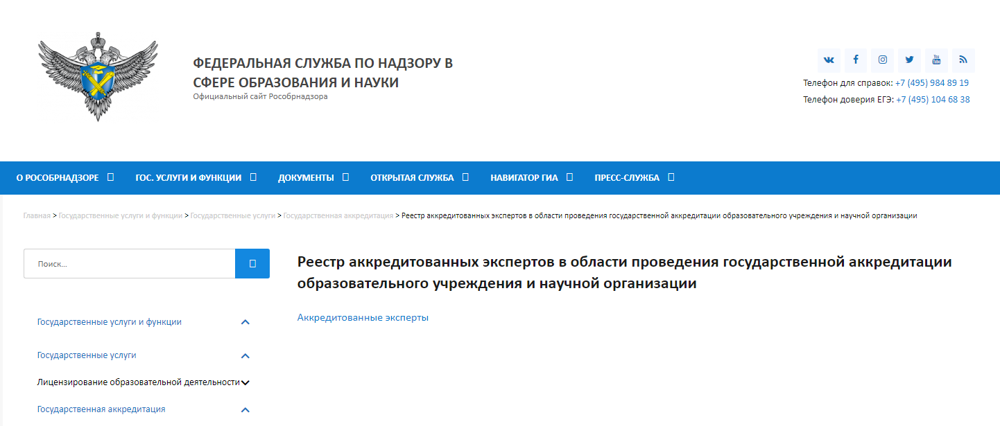 ФЕДЕРАЛЬНАЯ СЛУЖБА ПО НАДЗОРУ В
СФЕРЕ ОБРАЗОВАНИЯ И НАУКИ
Официальный сайт Рособрнадзора
You Tube
Телефон для справок: +7 (495) 984 89 19
Телефон доверия ЕГЭ: +7 (495) 104 68 38
О РОСОБРНАДЗОРЕ ГОС. УСЛУГИ И ФУНКЦИИ ДОКУМЕНТЫ ОТКРЫТАЯ СЛУЖБА НАВИГАТОР ГИА ПРЕСС-СЛУЖБА
Главная > Государственные услуги и функции > Государственные услуги > Государственная аккредитация > Реестр аккредитованных экспертов в области проведения государственной аккредитации образовательного учреждения и научной организации
Поиск...
Реестр аккредитованных экспертов в области проведения государственной аккредитации
образовательного учреждения и научной организации
Аккредитованные эксперты
Государственные услуги и функции
Государственные услуги
Лицензирование образовательной деятельности
Государственная аккредитация